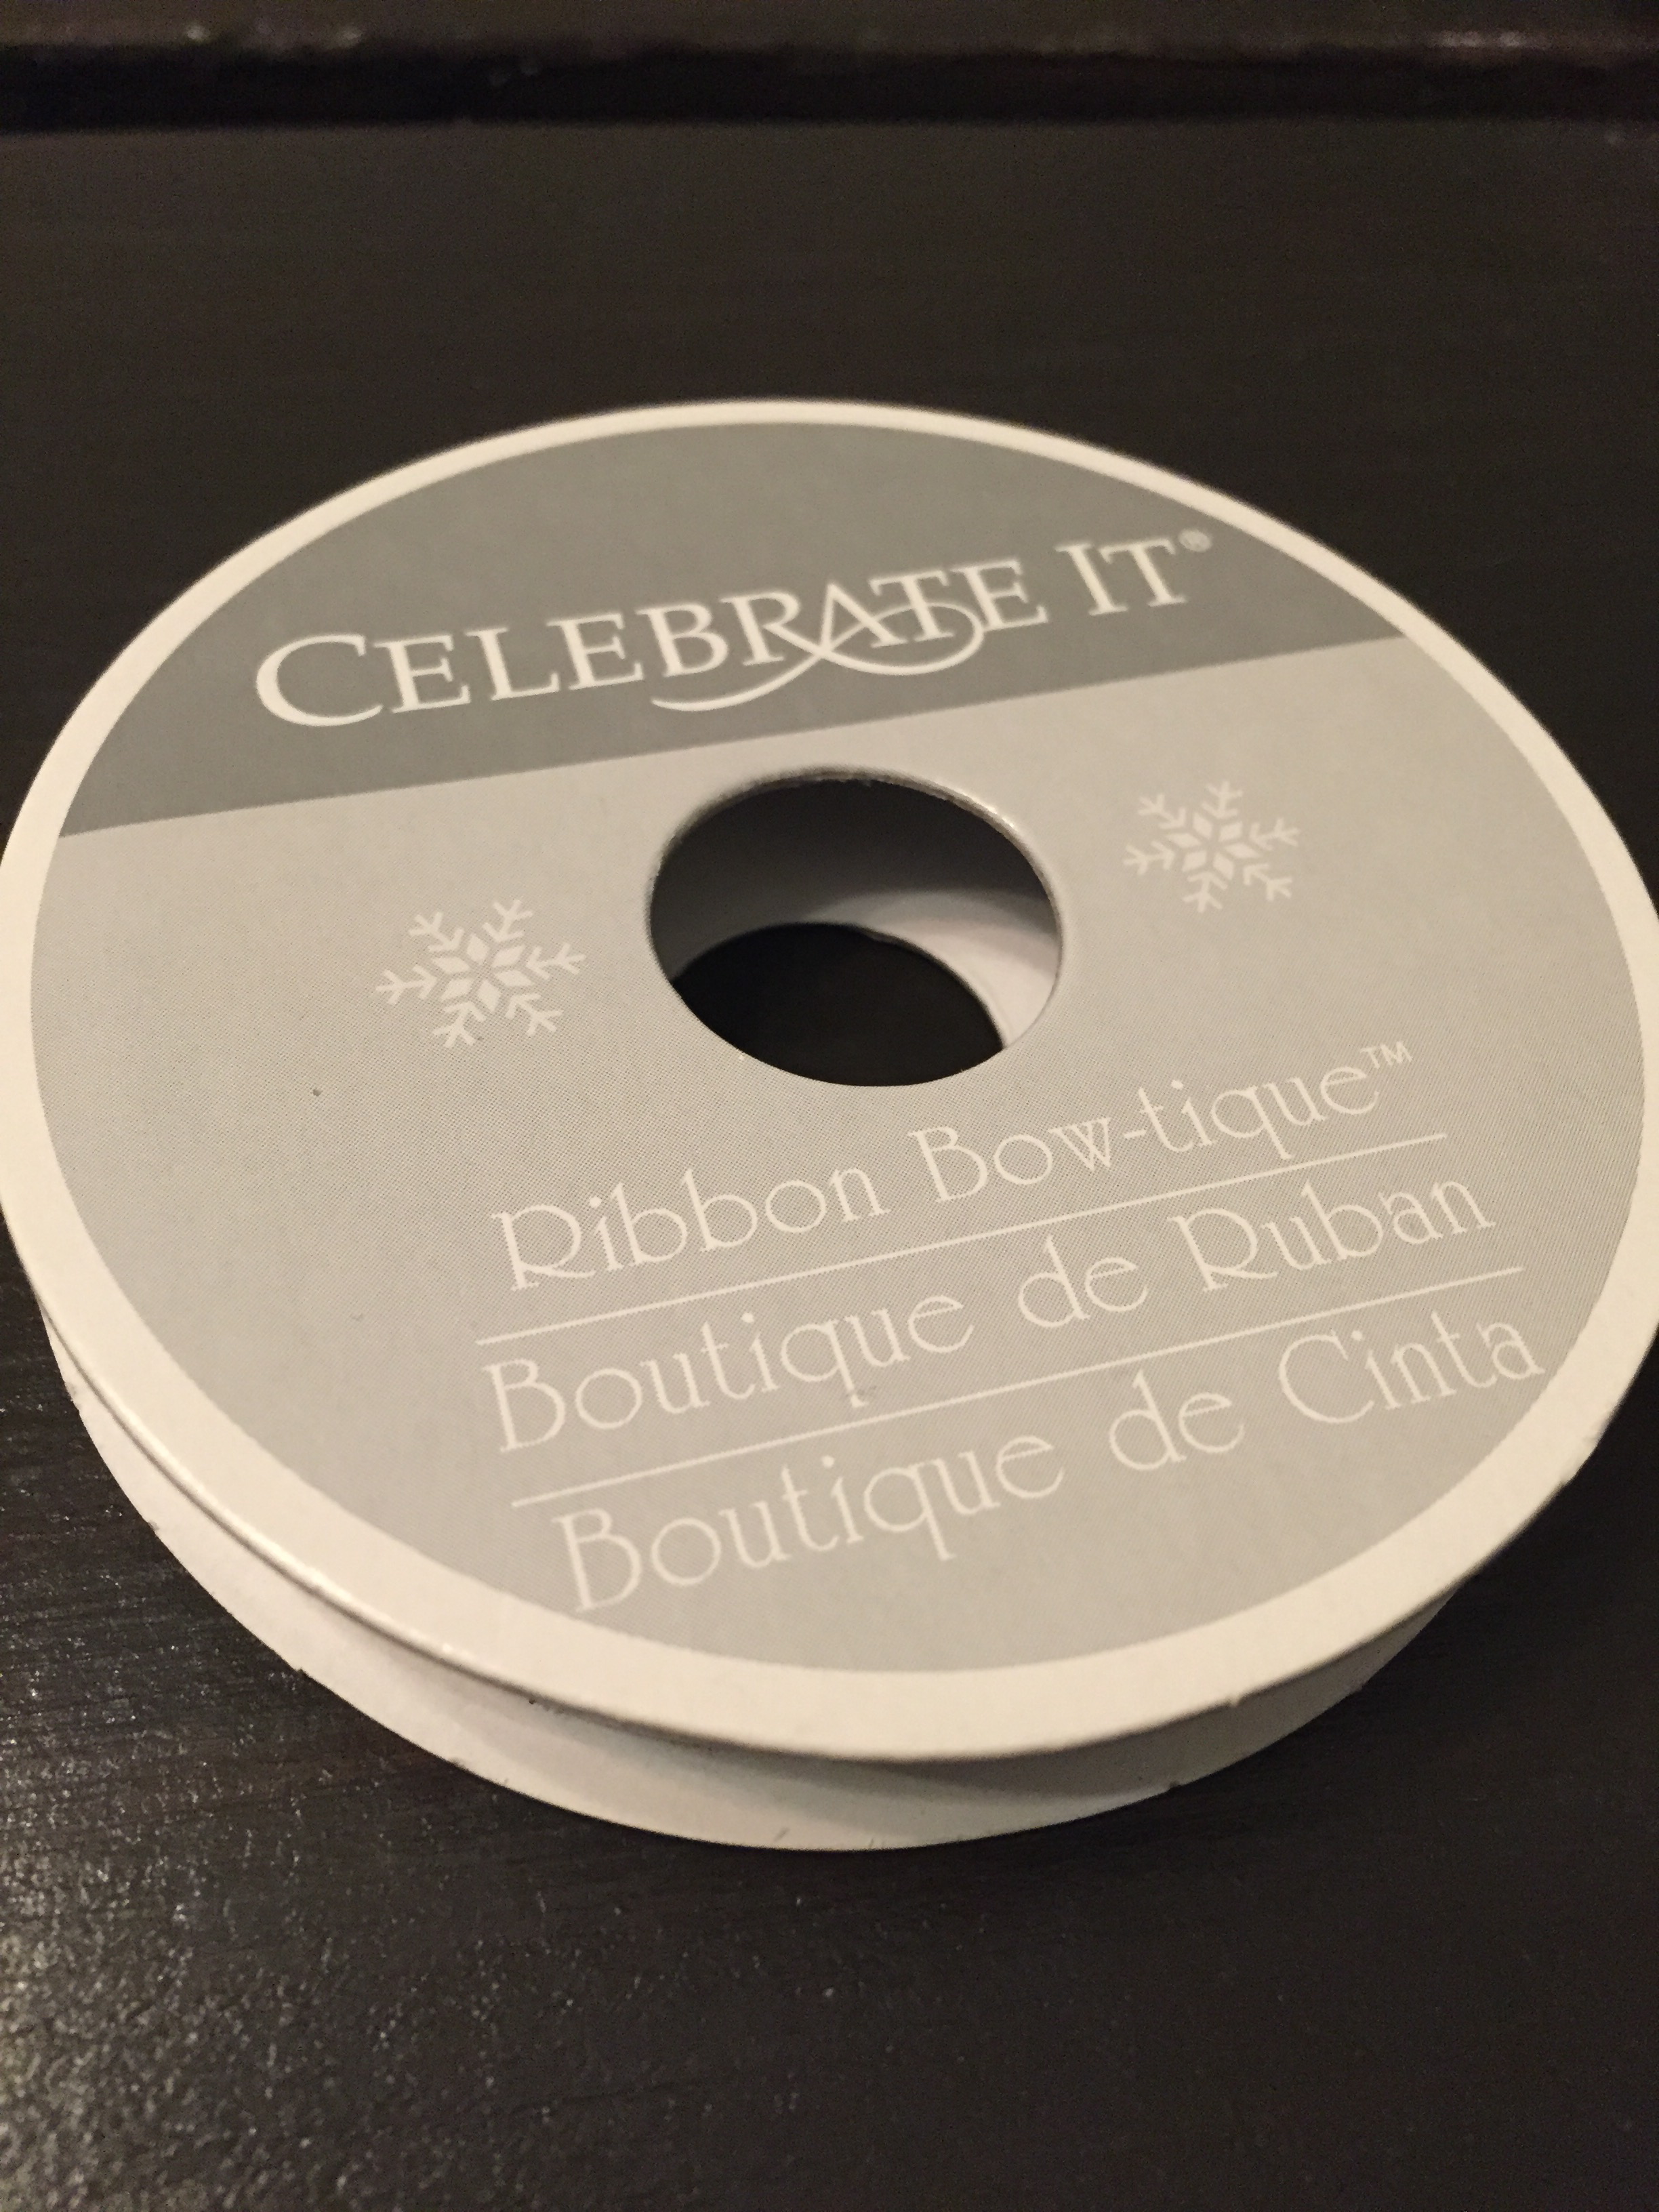 CELEBRATE IT®
Ribbon Bow-tique™
Boutique de Ruban
Boutique de Cinta